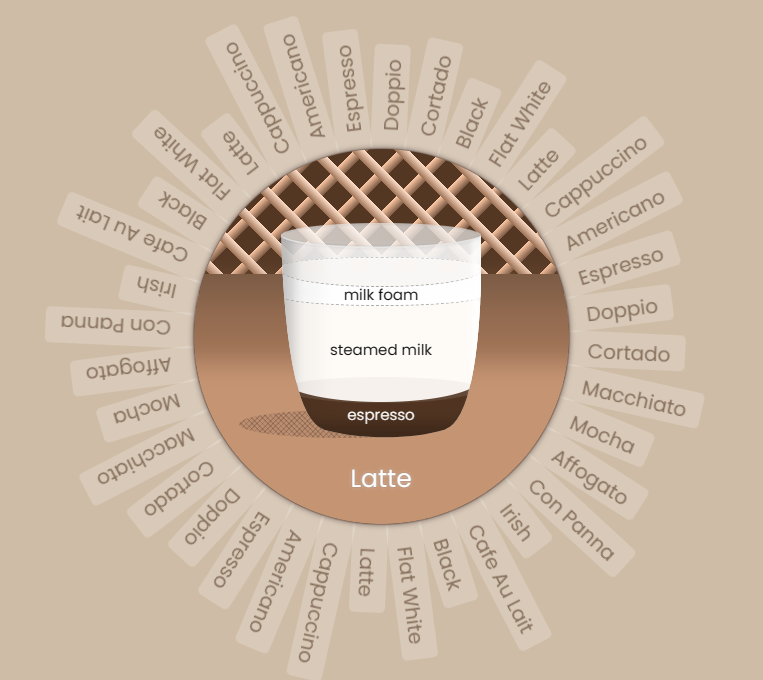 Cappuccino
Americano
Espresso
Doppio
Cortado
Black
Flat White
Latte
Cappuccino
Americano
Espresso
Doppio
Cortado
Macchiato
Mocha
Affogato
Con Panna
Irish
Cafe Au Lait
Black
Flat White
Latte
Cappuccino
Americano
Espresso
Doppio
Cortado
Macchiato
Mocha
Affogato
Con Panna
Irish
Cafe Au Lait
Black
Flat White
Latte
milk foam
steamed milk
espresso
Latte